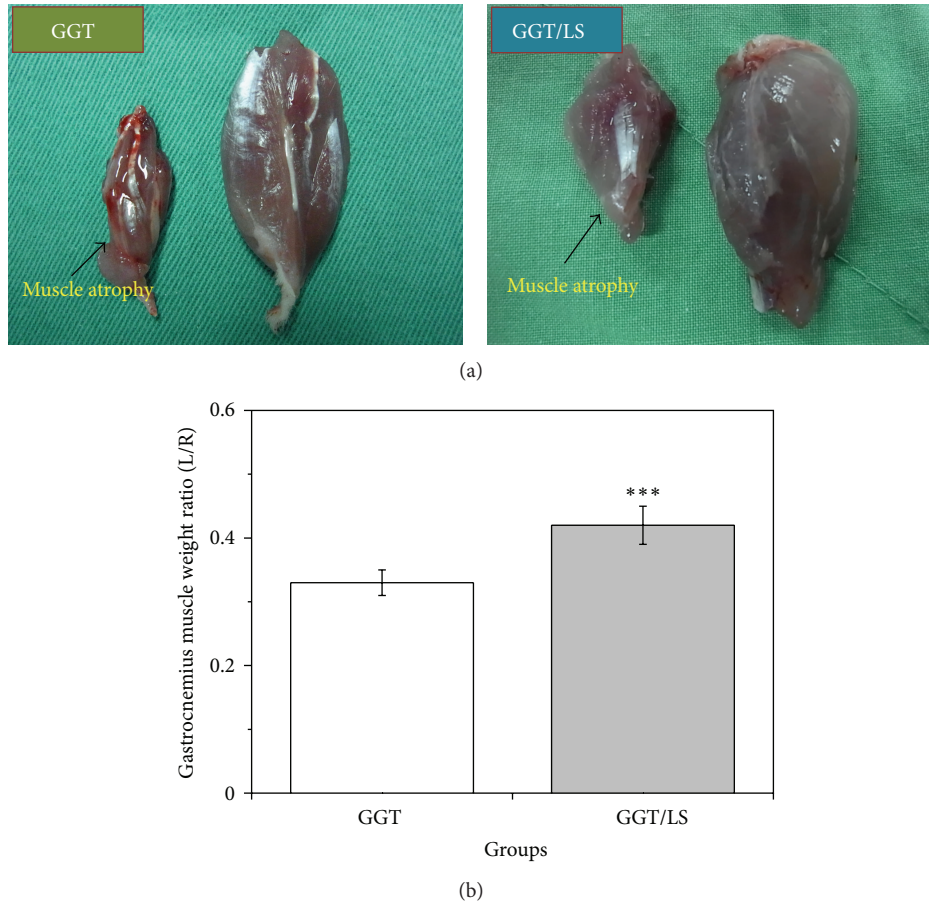 GGT
GGT/LS
Muscle atrophy
Muscle atrophy
(a)
0.6
0.4
0.2
0
Gastrocnemius muscle weight ratio (L/R)
***
GGT
GGT/LS
Groups
(b)